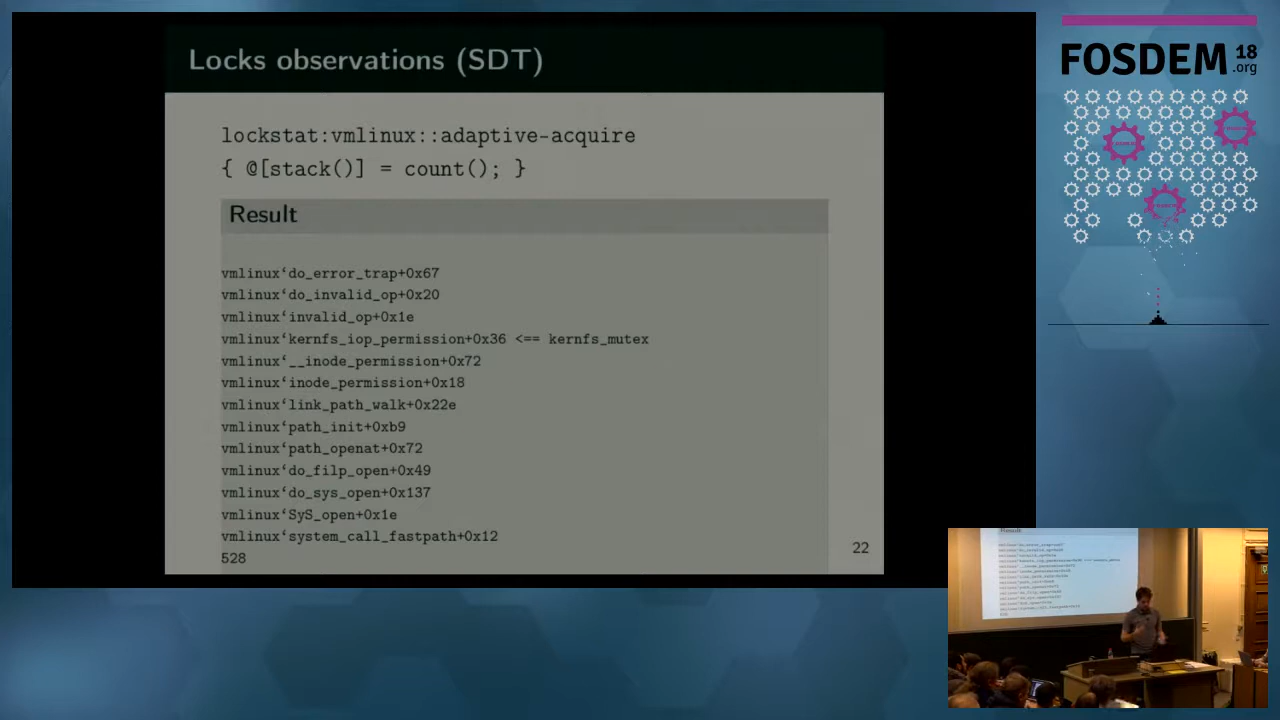 Locks observations (SDT)
lockstat:vmlinux::adaptive-acquire
{ @[stack()] = count(); }
Result
vmlinux‘do_error_trap+0x67
vmlinux‘do_invalid_op+0x20
vmlinux‘invalid_op+0x1e
vmlinux‘kernfs_iop_permission+0x36 <== kernfs_mutex
vmlinux‘__inode_permission+0x72
vmlinux‘inode_permission+0x18
vmlinux‘link_path_walk+0x22e
vmlinux‘path_init+0xb9
vmlinux‘path_openat+0x72
vmlinux‘do_filp_open+0x49
vmlinux‘do_sys_open+0x137
vmlinux‘SyS_open+0x1e
vmlinux‘system_call_fastpath+0x12
528
22
FOSDEM 18
.org
Result